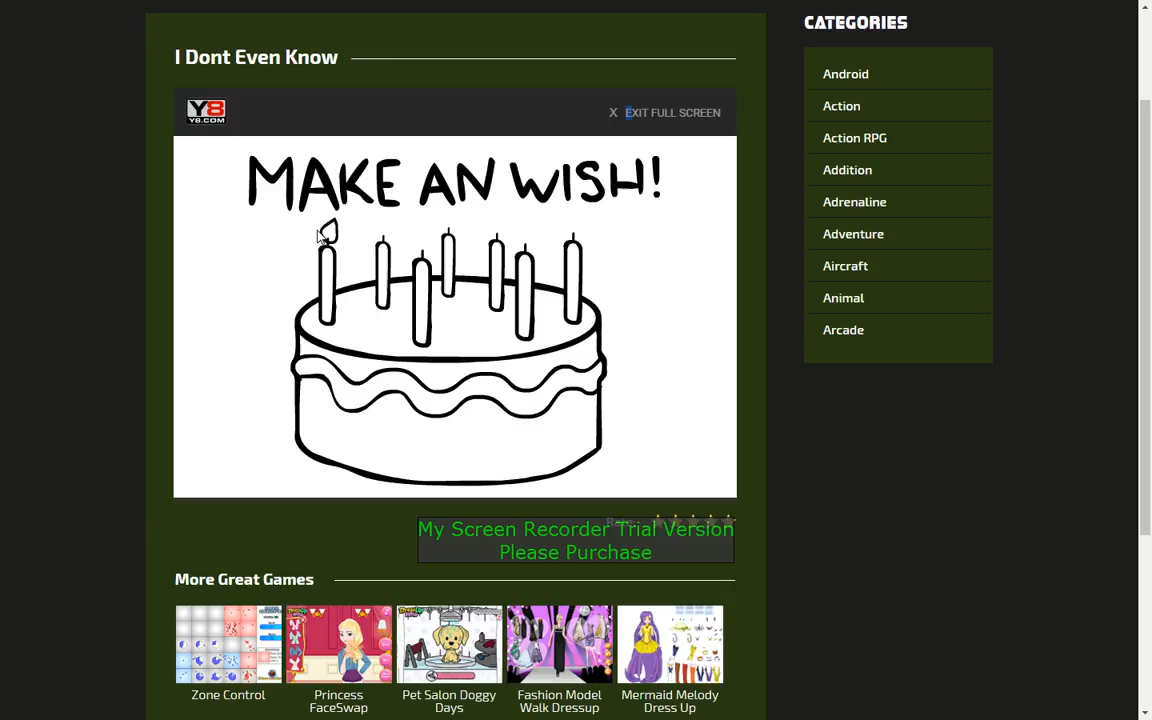 CATEGORIES
I Dont Even Know
Android
Y8
Y8.COM
X EXIT FULL SCREEN
Action
Action RPG
MAKE AN WISH!
Addition
Adrenaline
Adventure
Aircraft
Animal
Arcade
Rate:
My Screen Recorder Trial Version
Please Purchase
More Great Games
Zone Control
Princess
FaceSwap
Pet Salon Doggy
Days
Fashion Model
Walk Dressup
Mermaid Melody
Dress Up